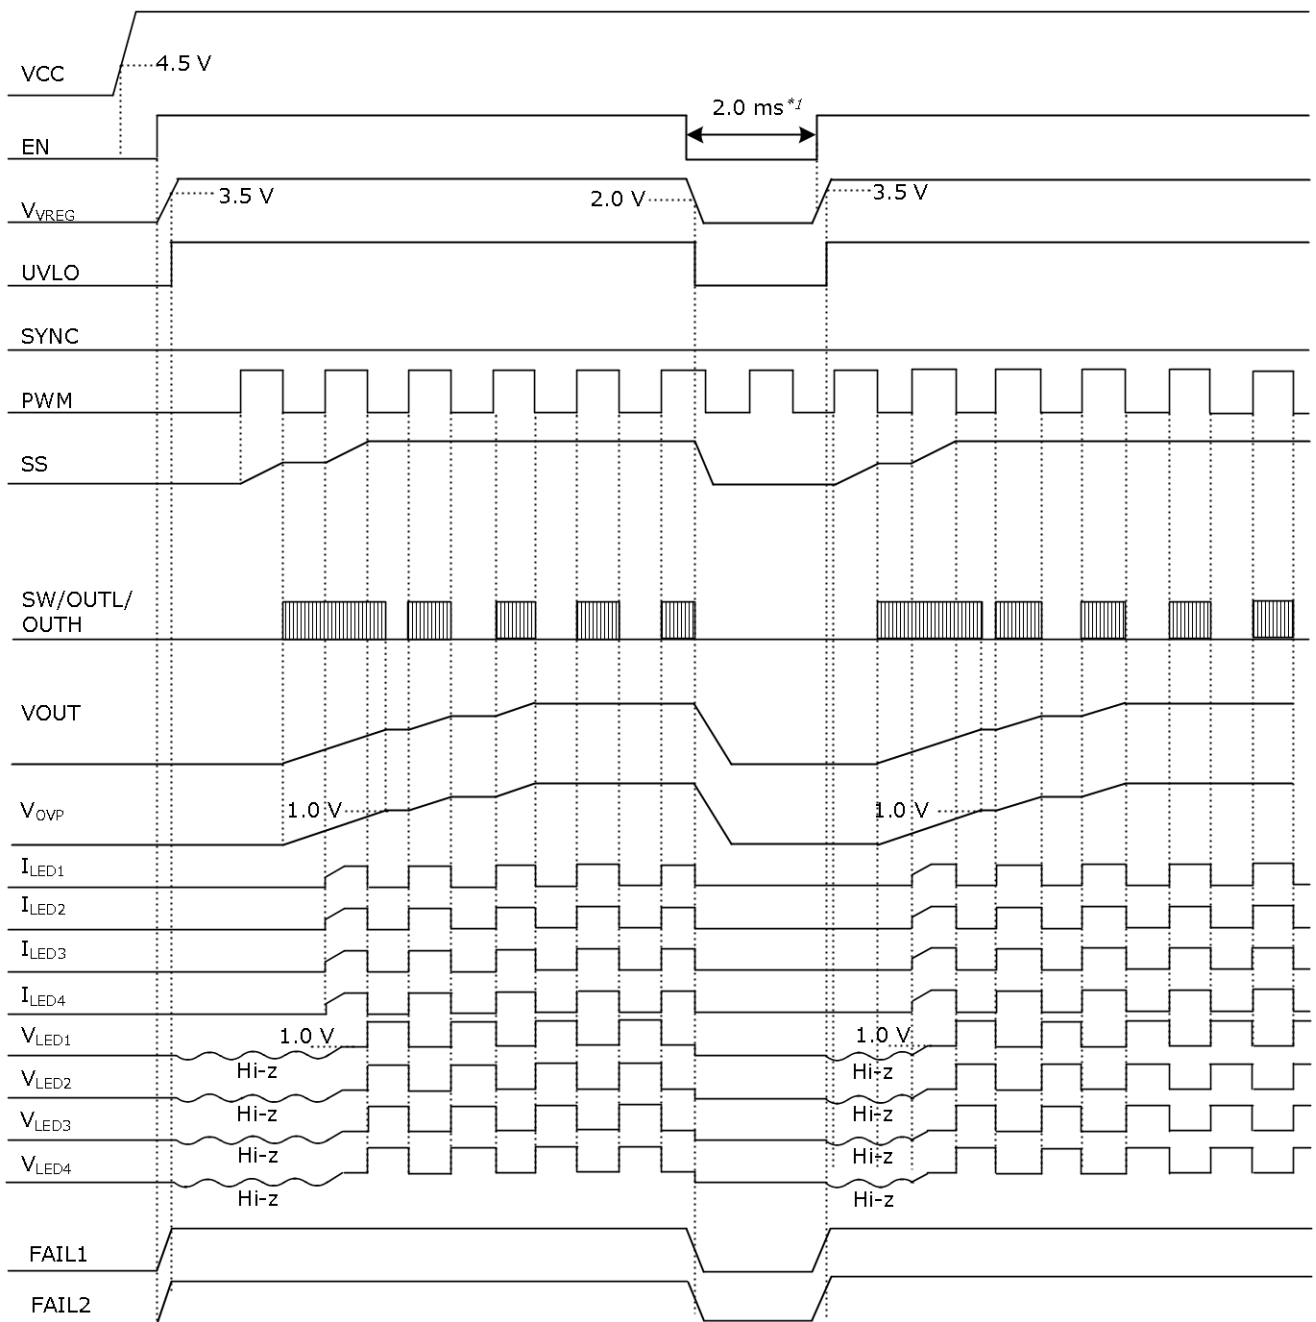 VCC
4.5 V
EN
2.0 ms*1
VVREG
3.5 V
2.0 V
3.5 V
UVLO
SYNC
PWM
SS
SW/OUTL/
OUTH
VOUT
VOVP
1.0 V
1.0 V
ILED1
ILED2
ILED3
ILED4
VLED1
1.0 V
1.0 V
Hi-z
Hi-z
VLED2
Hi-z
Hi-z
VLED3
Hi-z
Hi-z
VLED4
Hi-z
Hi-z
FAIL1
FAIL2